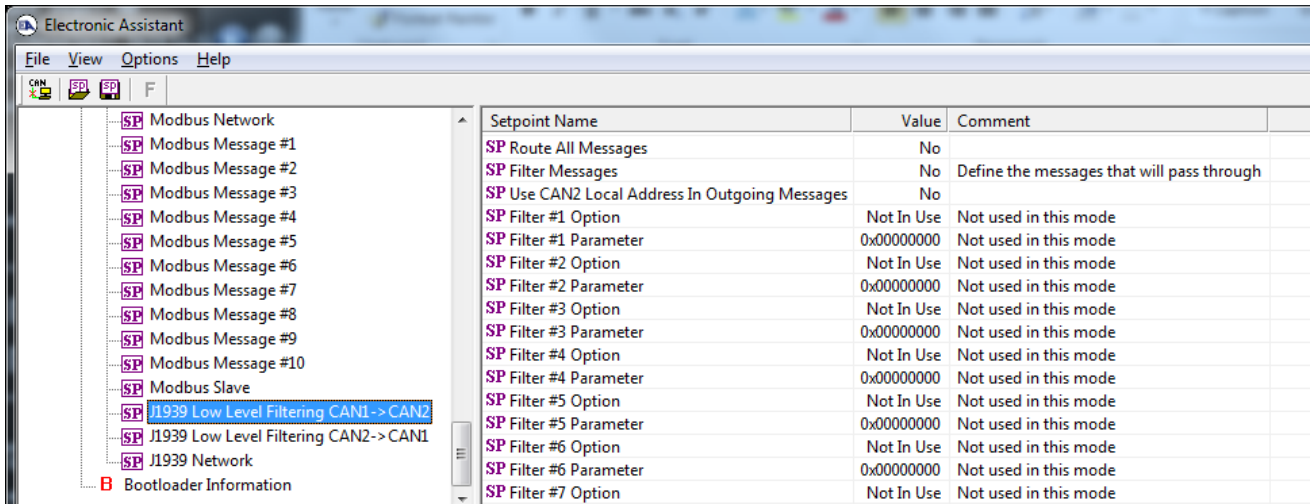 Electronic Assistant
File View Options Help
CAN SP SP F
SP Modbus Network
SP Modbus Message #1
SP Modbus Message #2
SP Modbus Message #3
SP Modbus Message #4
SP Modbus Message #5
SP Modbus Message #6
SP Modbus Message #7
SP Modbus Message #8
SP Modbus Message #9
SP Modbus Message #10
SP Modbus Slave
SP J1939 Low Level Filtering CAN1->CAN2
SP J1939 Low Level Filtering CAN2->CAN1
SP J1939 Network
B Bootloader Information
Setpoint Name Value Comment
SP Route All Messages No
SP Filter Messages No Define the messages that will pass through
SP Use CAN2 Local Address In Outgoing Messages No
SP Filter #1 Option Not In Use Not used in this mode
SP Filter #1 Parameter 0x00000000 Not used in this mode
SP Filter #2 Option Not In Use Not used in this mode
SP Filter #2 Parameter 0x00000000 Not used in this mode
SP Filter #3 Option Not In Use Not used in this mode
SP Filter #3 Parameter 0x00000000 Not used in this mode
SP Filter #4 Option Not In Use Not used in this mode
SP Filter #4 Parameter 0x00000000 Not used in this mode
SP Filter #5 Option Not In Use Not used in this mode
SP Filter #5 Parameter 0x00000000 Not used in this mode
SP Filter #6 Option Not In Use Not used in this mode
SP Filter #6 Parameter 0x00000000 Not used in this mode
SP Filter #7 Option Not In Use Not used in this mode